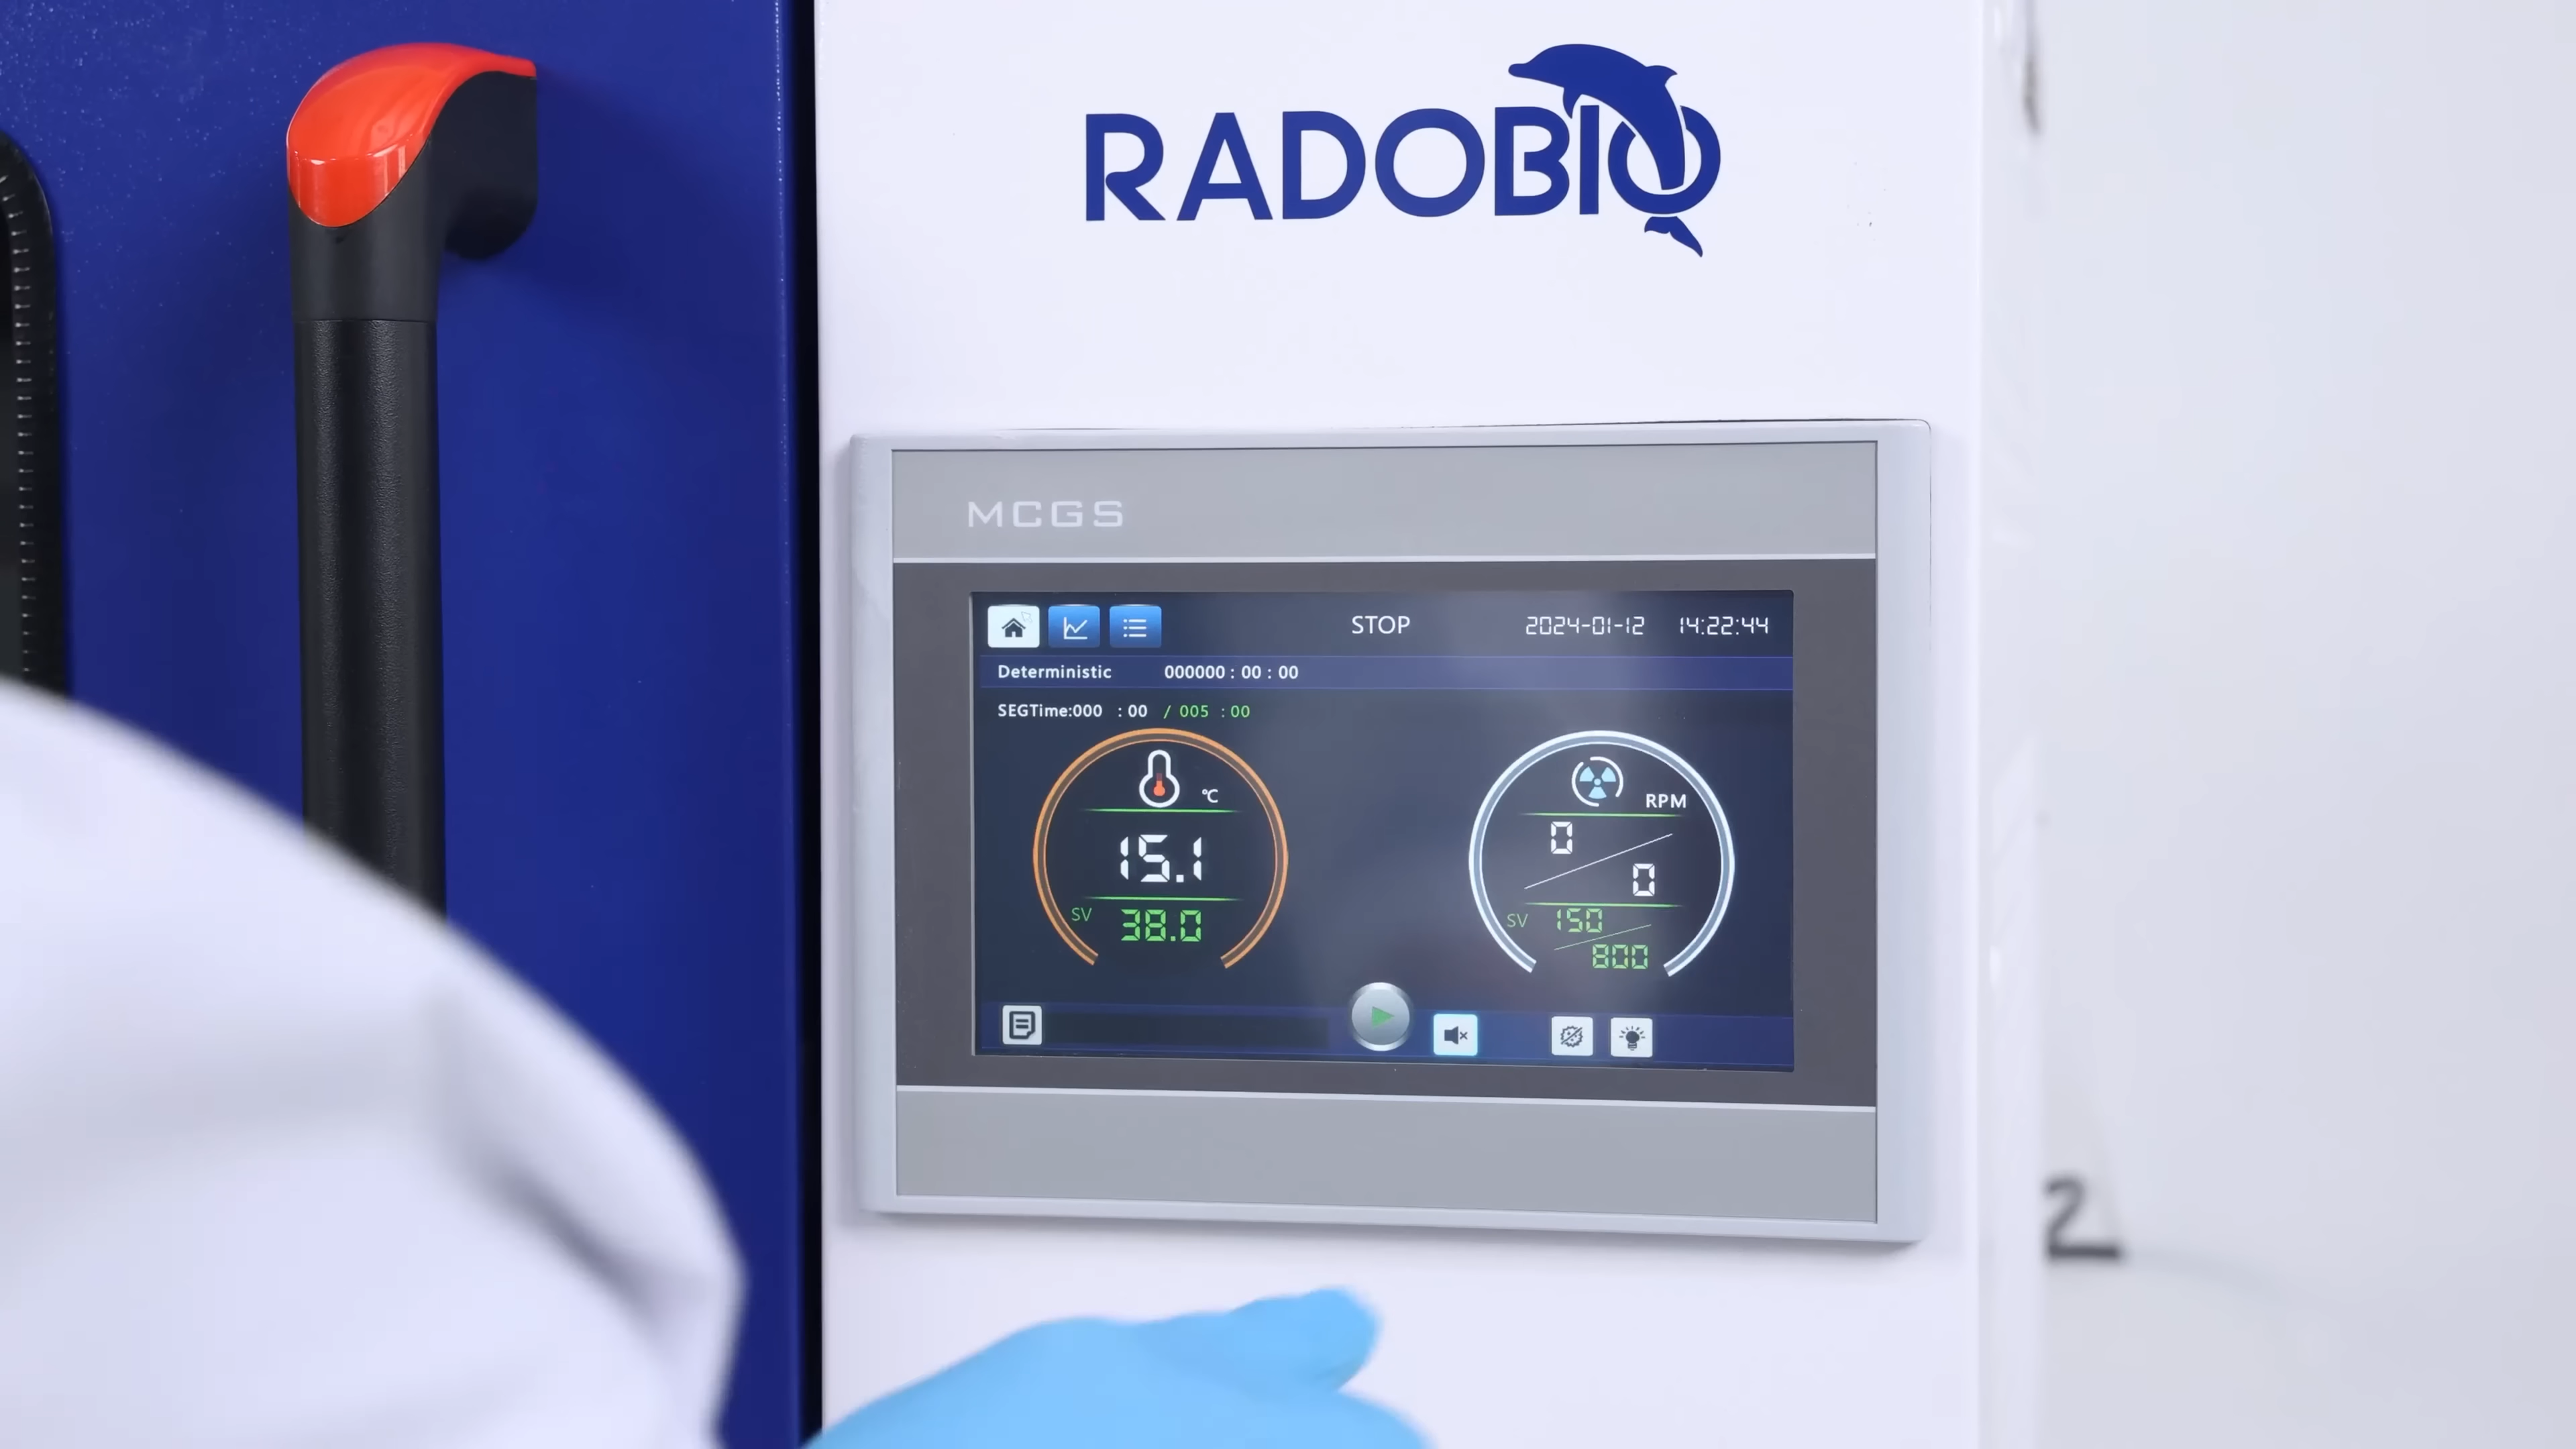 RADOBIO
MCGS
STOP 2024-01-12 14:22:44
Deterministic 000000 : 00 : 00
SEGTime:000 : 00 / 005 : 00
℃
15.1
SV 38.0
RPM
0
0
SV 150
800
2